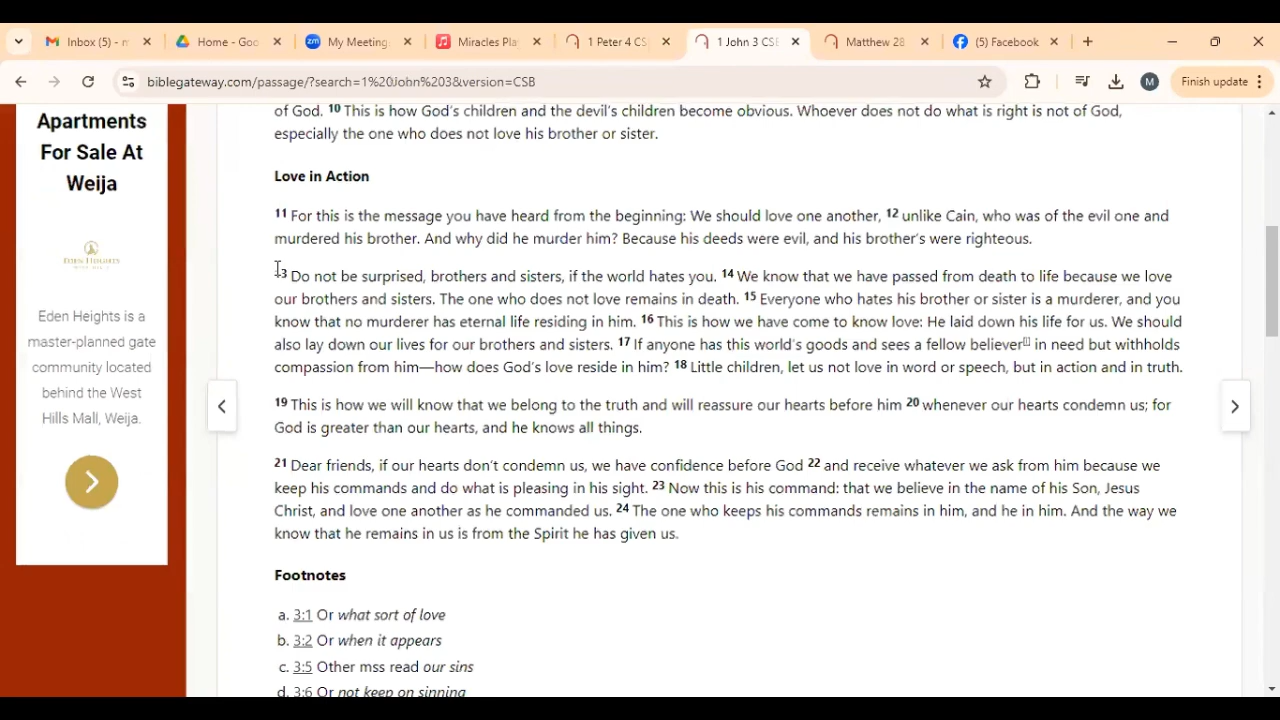 Inbox (5) - m
Home - Goo
zm My Meeting
Miracles Pla
1 Peter 4 CS
1 John 3 CSE
Matthew 28
(5) Facebook
biblegateway.com/passage/?search=1%20John%203&version=CSB
M
Finish update
Apartments
For Sale At
Weija
EDEN HEIGHTS
Eden Heights is a
master-planned gate
community located
behind the West
Hills Mall, Weija.
of God. 10 This is how God's children and the devil's children become obvious. Whoever does not do what is right is not of God,
especially the one who does not love his brother or sister.
Love in Action
11 For this is the message you have heard from the beginning: We should love one another, 12 unlike Cain, who was of the evil one and
murdered his brother. And why did he murder him? Because his deeds were evil, and his brother's were righteous.
13 Do not be surprised, brothers and sisters, if the world hates you. 14 We know that we have passed from death to life because we love
our brothers and sisters. The one who does not love remains in death. 15 Everyone who hates his brother or sister is a murderer, and you
know that no murderer has eternal life residing in him. 16 This is how we have come to know love: He laid down his life for us. We should
also lay down our lives for our brothers and sisters. 17 If anyone has this world's goods and sees a fellow believer[i] in need but withholds
compassion from him—how does God's love reside in him? 18 Little children, let us not love in word or speech, but in action and in truth.
19 This is how we will know that we belong to the truth and will reassure our hearts before him 20 whenever our hearts condemn us; for
God is greater than our hearts, and he knows all things.
21 Dear friends, if our hearts don't condemn us, we have confidence before God 22 and receive whatever we ask from him because we
keep his commands and do what is pleasing in his sight. 23 Now this is his command: that we believe in the name of his Son, Jesus
Christ, and love one another as he commanded us. 24 The one who keeps his commands remains in him, and he in him. And the way we
know that he remains in us is from the Spirit he has given us.
Footnotes
a. 3:1 Or what sort of love
b. 3:2 Or when it appears
c. 3:5 Other mss read our sins
d. 3:6 Or not keep on sinning